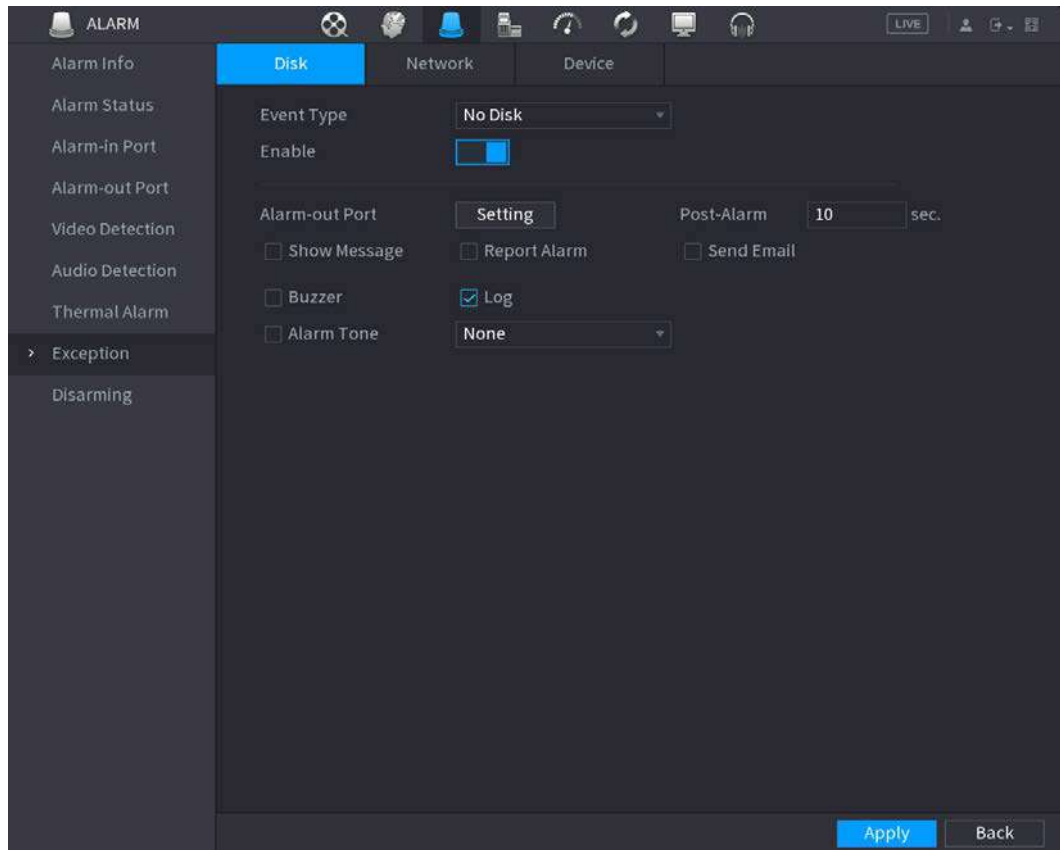 ALARM LIVE
Alarm Info Disk Network Device
Alarm Status Event Type No Disk
Alarm-in Port Enable
Alarm-out Port Alarm-out Port Setting Post-Alarm 10 sec.
Video Detection Show Message Report Alarm Send Email
Audio Detection
Thermal Alarm Buzzer Log
Alarm Tone None
Exception
Disarming
Apply Back